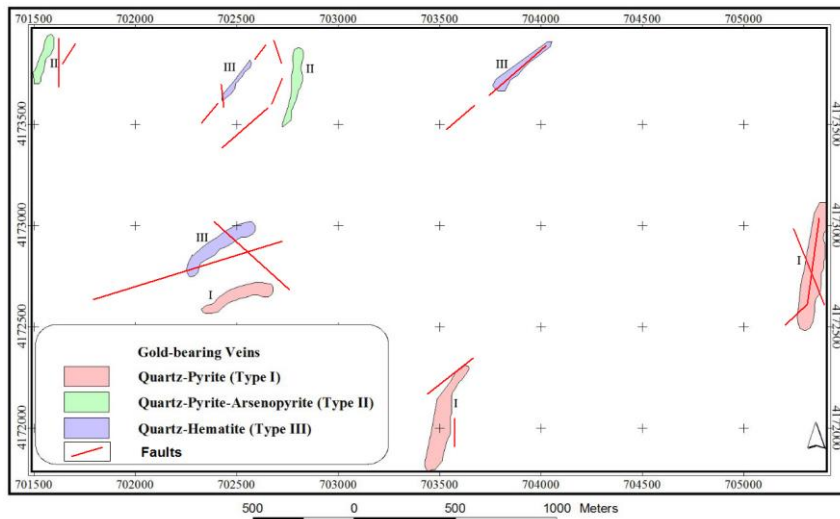 701500 702000 702500 703000 703500 704000 704500 705000
II III II III
4173500 4173500
III
4173000 4173000
I I
4172500 4172500
Gold-bearing Veins
Quartz-Pyrite (Type I)
Quartz-Pyrite-Arsenopyrite (Type II)
Quartz-Hematite (Type III)
Faults
I
4172000 4172000
701500 702000 702500 703000 703500 704000 704500 705000
500 0 500 1000 Meters